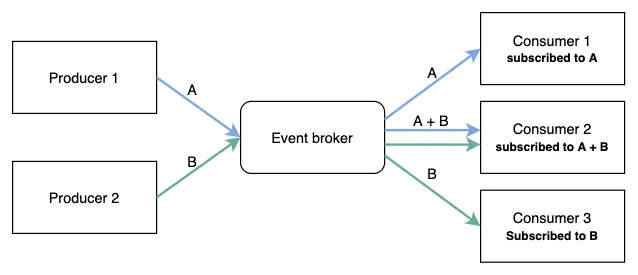 Producer 1
A
Producer 2
B
Event broker
A
A + B
B
Consumer 1
subscribed to A
Consumer 2
subscribed to A + B
Consumer 3
Subscribed to B